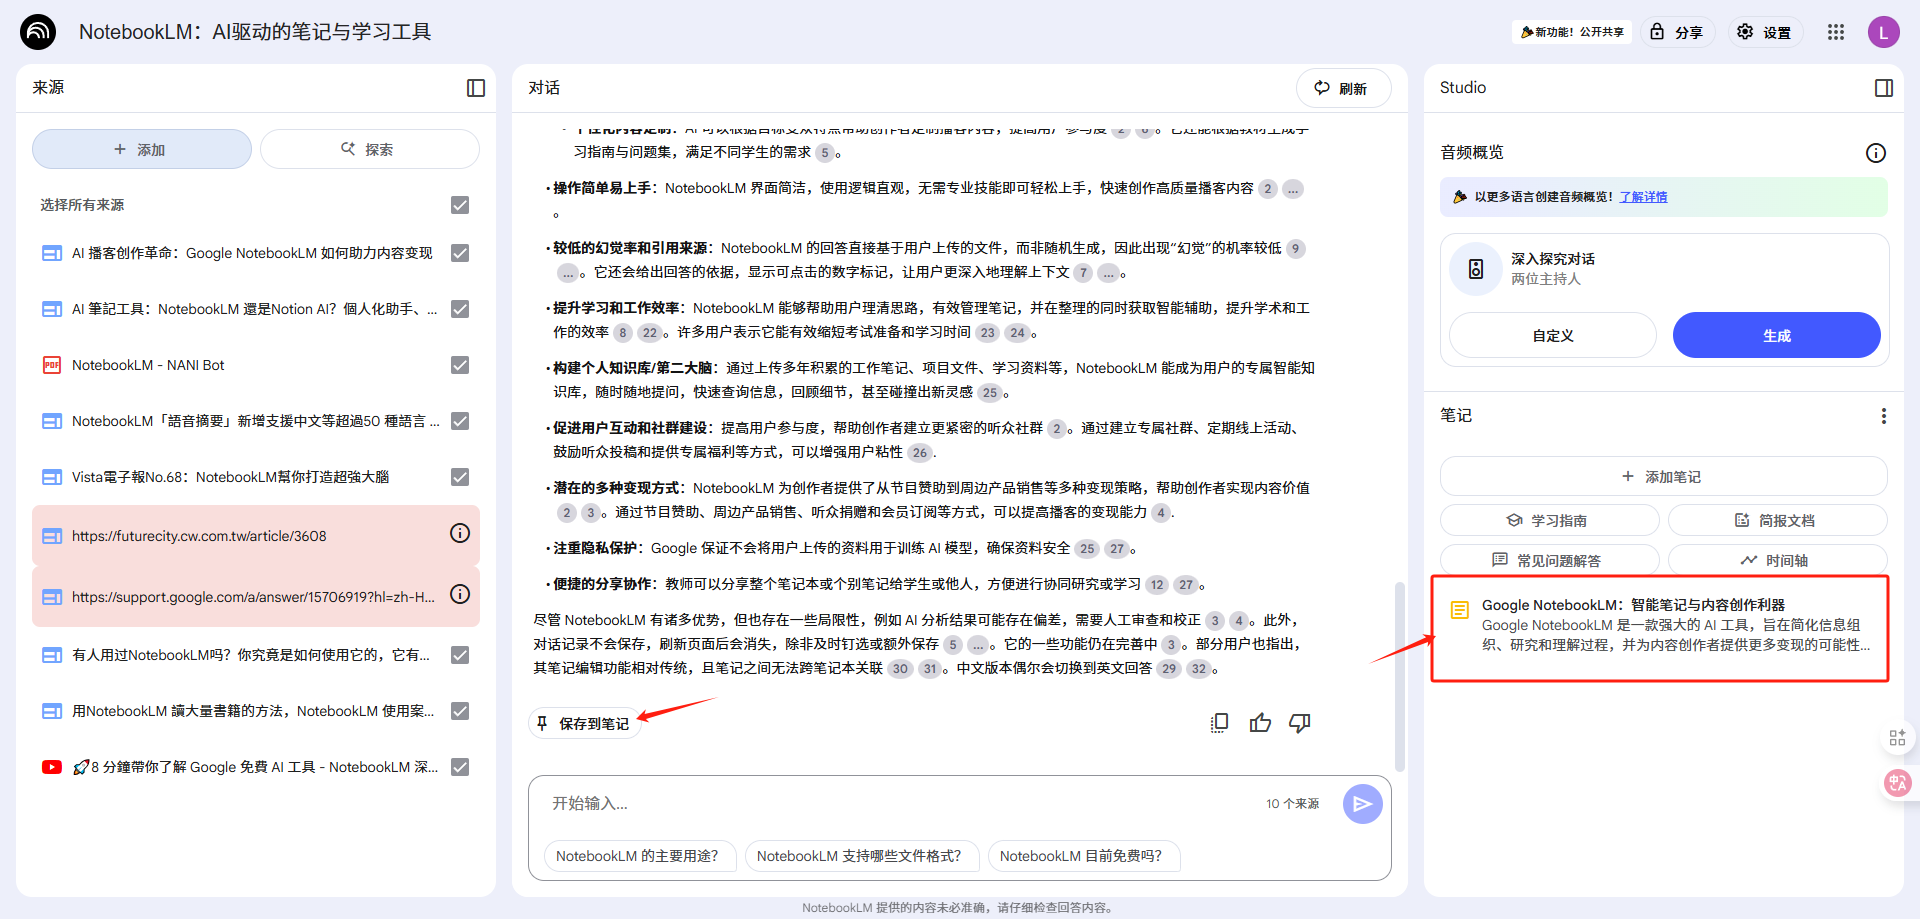 NotebookLM：AI驱动的笔记与学习工具
新功能！公开共享
分享
设置
L
来源
添加
探索
选择所有来源
AI 播客创作革命：Google NotebookLM 如何助力内容变现
AI 筆記工具：NotebookLM 還是Notion AI？個人化助手、...
PDF
NotebookLM - NANI Bot
NotebookLM「語音摘要」新增支援中文等超過50 種語言 ...
Vista電子報No.68：NotebookLM幫你打造超強大腦
https://futurecity.cw.com.tw/article/3608
https://support.google.com/a/answer/15706919?hl=zh-H...
有人用过NotebookLM吗？你究竟是如何使用它的，它有...
用NotebookLM 讀大量書籍的方法，NotebookLM 使用案...
🚀8 分鐘帶你了解 Google 免費 AI 工具 - NotebookLM 深...
对话
刷新
• 个性化内容定制：AI 可以根据目标受众特点帮助创作者定制播客内容，提高用户参与度 2 6 。它还能根据教材生成学
习指南与问题集，满足不同学生的需求 5 。
• 操作简单易上手：NotebookLM 界面简洁，使用逻辑直观，无需专业技能即可轻松上手，快速创作高质量播客内容 2 ...
。
• 较低的幻觉率和引用来源：NotebookLM 的回答直接基于用户上传的文件，而非随机生成，因此出现“幻觉”的机率较低 9
... 。它还会给出回答的依据，显示可点击的数字标记，让用户更深入地理解上下文 7 ... 。
• 提升学习和工作效率：NotebookLM 能够帮助用户理清思路，有效管理笔记，并在整理的同时获取智能辅助，提升学术和工
作的效率 8 22 。许多用户表示它能有效缩短考试准备和学习时间 23 24 。
• 构建个人知识库/第二大脑：通过上传多年积累的工作笔记、项目文件、学习资料等，NotebookLM 能成为用户的专属智能知
识库，随时随地提问，快速查询信息，回顾细节，甚至碰撞出新灵感 25 。
• 促进用户互动和社群建设：提高用户参与度，帮助创作者建立更紧密的听众社群 2 。通过建立专属社群、定期线上活动、
鼓励听众投稿和提供专属福利等方式，可以增强用户粘性 26 .
• 潜在的多种变现方式：NotebookLM 为创作者提供了从节目赞助到周边产品销售等多种变现策略，帮助创作者实现内容价值
2 3 。通过节目赞助、周边产品销售、听众捐赠和会员订阅等方式，可以提高播客的变现能力 4 .
• 注重隐私保护：Google 保证不会将用户上传的资料用于训练 AI 模型，确保资料安全 25 27 。
• 便捷的分享协作：教师可以分享整个笔记本或个别笔记给学生或他人，方便进行协同研究或学习 12 27 。
尽管 NotebookLM 有诸多优势，但也存在一些局限性，例如 AI 分析结果可能存在偏差，需要人工审查和校正 3 4 。此外，
对话记录不会保存，刷新页面后会消失，除非及时钉选或额外保存 5 ... 。它的一些功能仍在完善中 3 。部分用户也指出，
其笔记编辑功能相对传统，且笔记之间无法跨笔记本关联 30 31 。中文版本偶尔会切换到英文回答 29 32 。
保存到笔记
开始输入...
10 个来源
NotebookLM 的主要用途？
NotebookLM 支持哪些文件格式？
NotebookLM 目前免费吗？
NotebookLM 提供的内容未必准确，请仔细检查回答内容。
Studio
音频概览
以更多语言创建音频概览！了解详情
深入探究对话
两位主持人
自定义
生成
笔记
添加笔记
学习指南
简报文档
常见问题解答
时间轴
Google NotebookLM：智能笔记与内容创作利器
Google NotebookLM 是一款强大的 AI 工具，旨在简化信息组
织、研究和理解过程，并为内容创作者提供更多变现的可能性...